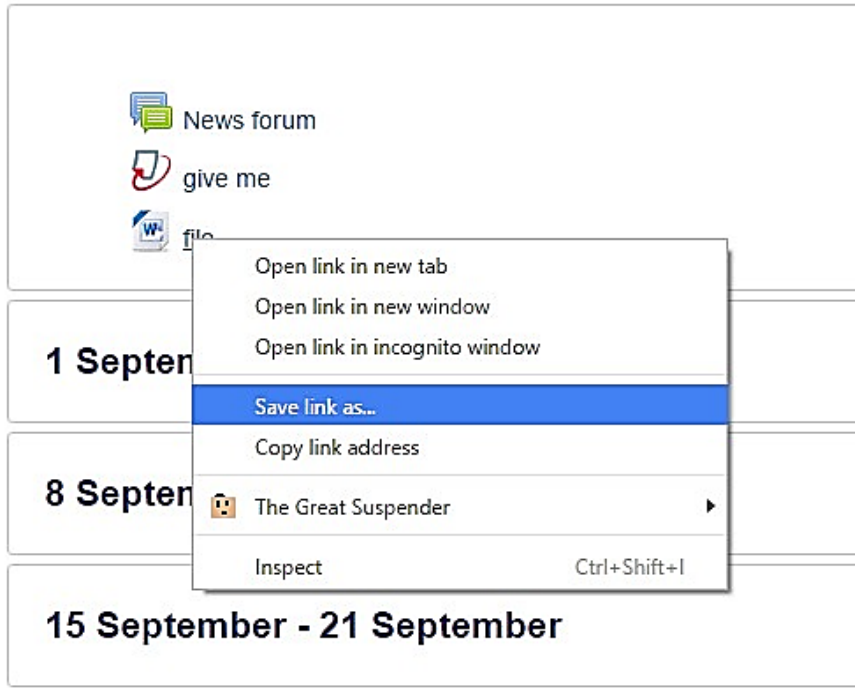 News forum
give me
file
Open link in new tab
Open link in new window
Open link in incognito window
1 Septem
Save link as...
Copy link address
8 Septem
The Great Suspender
Inspect Ctrl+Shift+I
15 September - 21 September